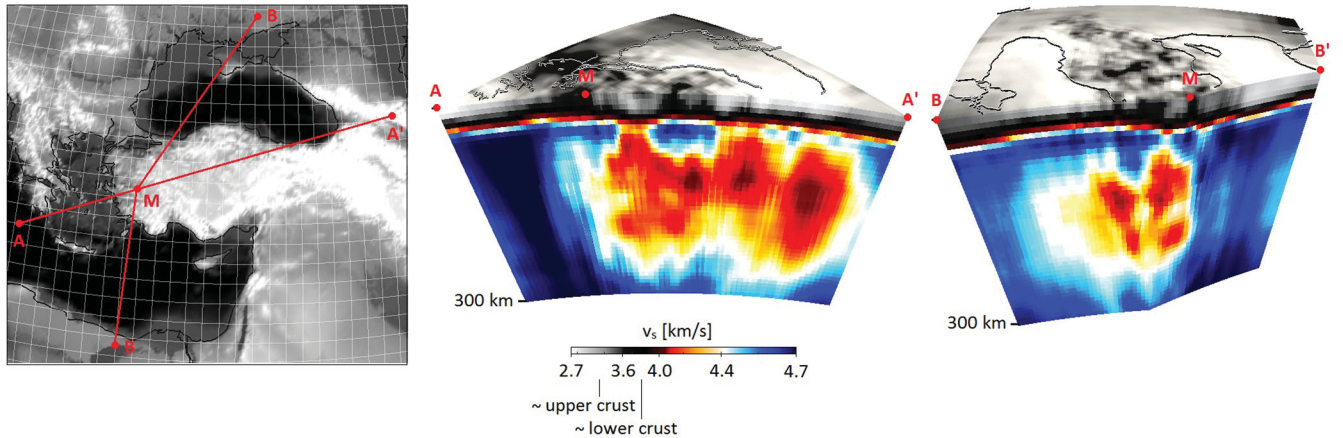 B
A'
M
A
B
A
M
A'
300 km
B
M
B'
300 km
vs [km/s]
2.7 3.6 4.0 4.4 4.7
~ upper crust
~ lower crust